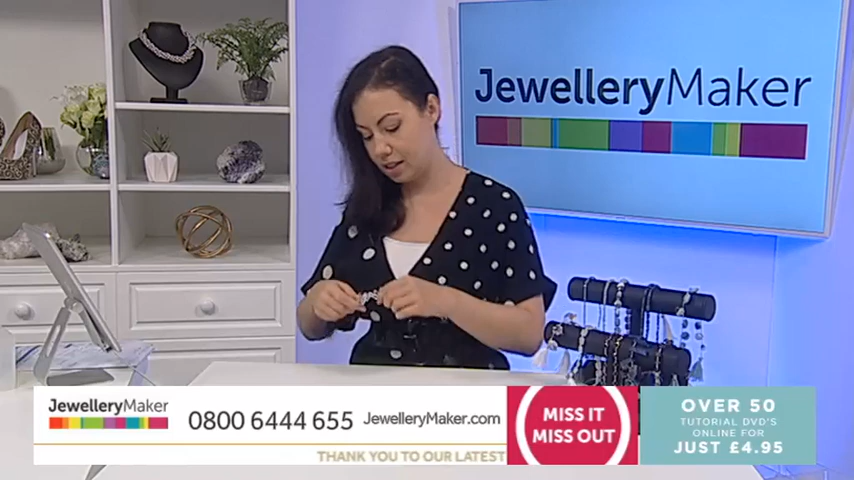 JewelleryMaker
JewelleryMaker
0800 6444 655
JewelleryMaker.com
THANK YOU TO OUR LATEST
MISS IT
MISS OUT
OVER 50
TUTORIAL DVD'S
ONLINE FOR
JUST £4.95